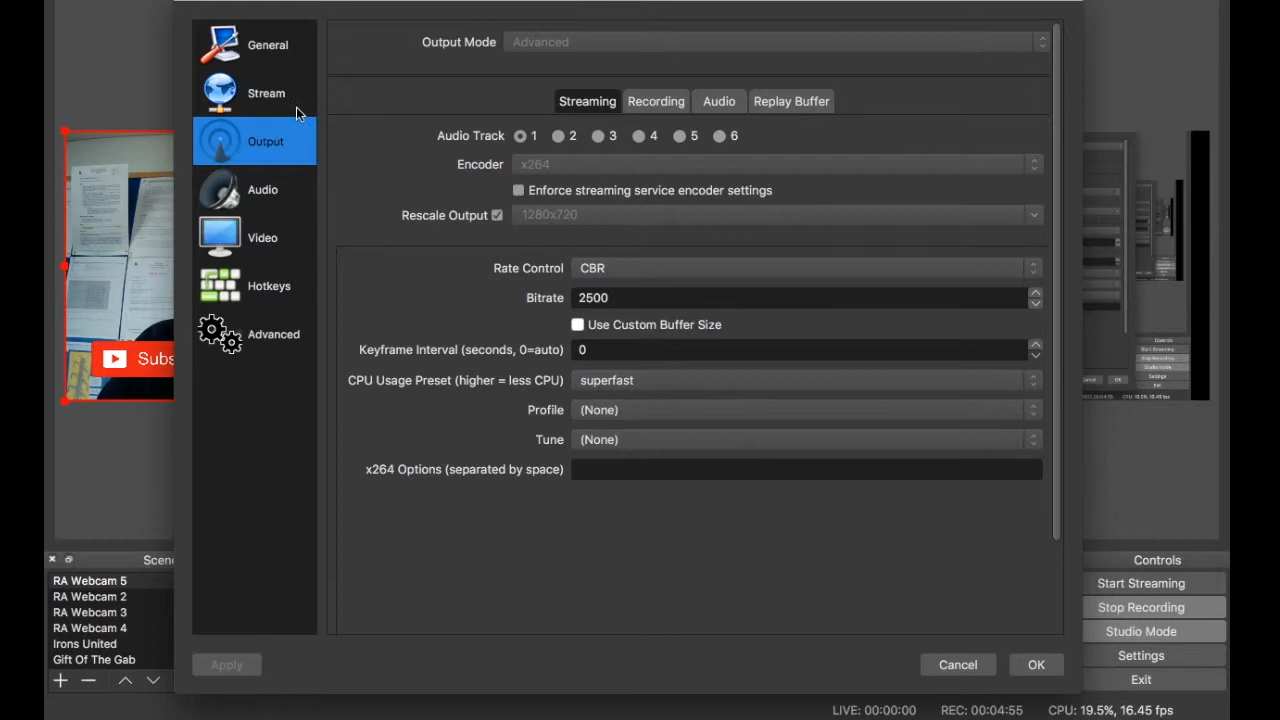 General
Stream
Output
Audio
Video
Hotkeys
Advanced
Output Mode Advanced
Streaming Recording Audio Replay Buffer
Audio Track 1 2 3 4 5 6
Encoder x264
Enforce streaming service encoder settings
Rescale Output 1280x720
Rate Control CBR
Bitrate 2500
Use Custom Buffer Size
Keyframe Interval (seconds, 0=auto) 0
CPU Usage Preset (higher = less CPU) superfast
Profile (None)
Tune (None)
x264 Options (separated by space)
Apply
Cancel OK
Subs
Scene
RA Webcam 5
RA Webcam 2
RA Webcam 3
RA Webcam 4
Irons United
Gift Of The Gab
Controls
Start Streaming
Stop Recording
Studio Mode
Settings
Exit
LIVE: 00:00:00 REC: 00:04:55 CPU: 19.5%, 16.45 fps